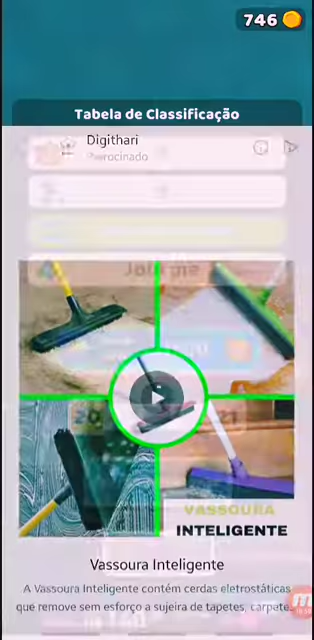 746
Tabela de Classificação
Digithari
Patrocinado
VASSOURA
INTELIGENTE
Vassoura Inteligente
A Vassoura Inteligente contém cerdas eletrostáticas
que remove sem esforço a sujeira de tapetes, carpete...